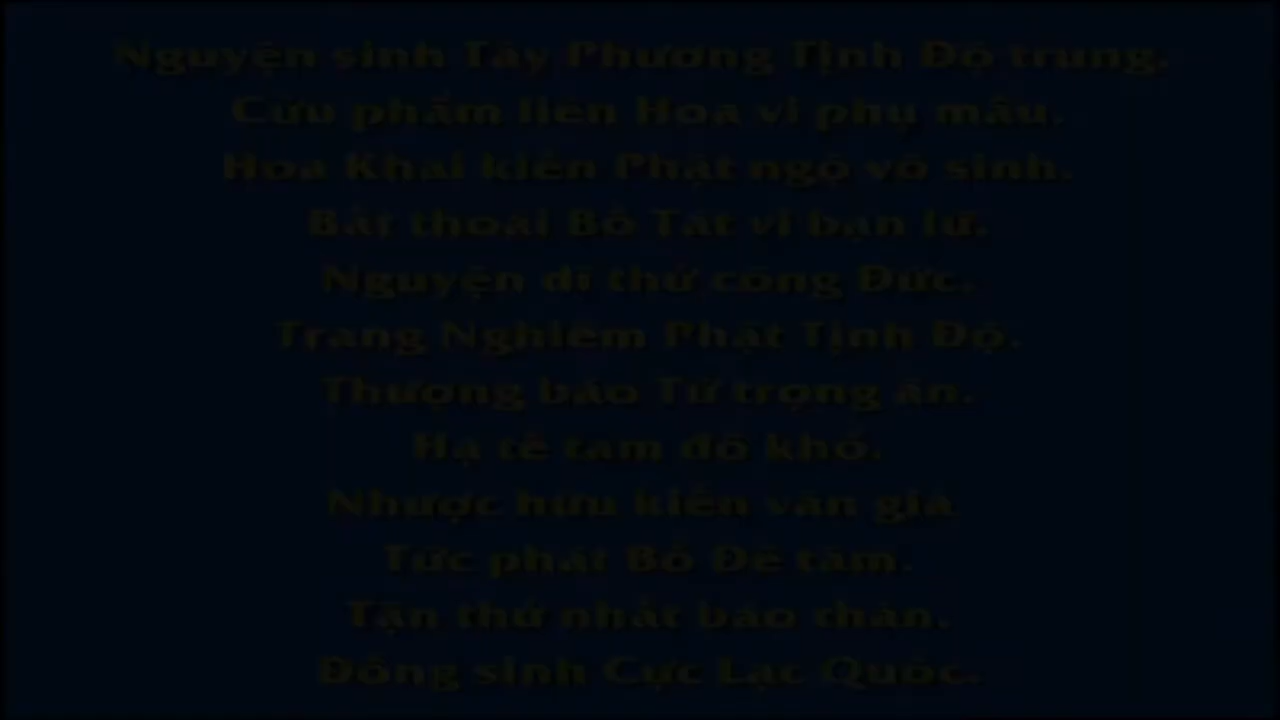 Nguyện sinh Tây Phương Tịnh Độ trung.
Cửu phẩm liên Hoa vi phụ mẫu.
Hoa Khai kiến Phật ngộ vô sinh.
Bất thoái Bồ Tát vi bạn lữ.
Nguyện dĩ thử công Đức.
Trang Nghiêm Phật Tịnh Độ.
Thượng báo Tứ trọng ân.
Hạ tế tam đồ khổ.
Nhược hữu kiến văn giả
Tức phát Bồ Đề tâm.
Tận thử nhất báo thân.
Đồng sinh Cực Lạc Quốc.